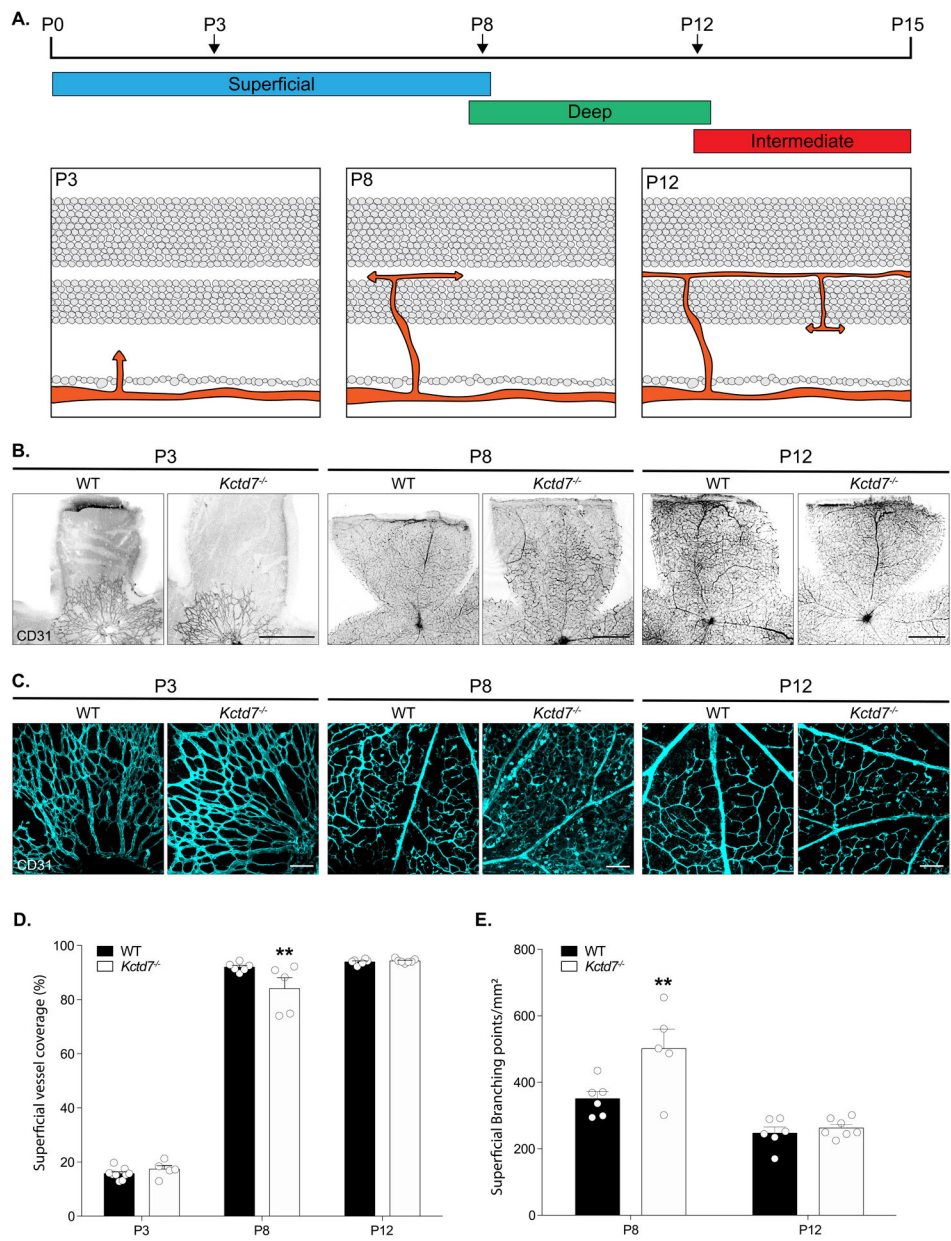 A.
P0 P3 P8 P12 P15
Superficial
Deep
Intermediate
P3 P8 P12
B.
P3 P8 P12
WT Kctd7-/- WT Kctd7-/- WT Kctd7-/-
CD31
C.
P3 P8 P12
WT Kctd7-/- WT Kctd7-/- WT Kctd7-/-
CD31
D.
WT
Kctd7-/-
**
Superficial vessel coverage (%)
100
80
60
40
20
0
P3 P8 P12
E.
WT
Kctd7-/-
**
Superficial Branching points/mm²
800
600
400
200
0
P8 P12